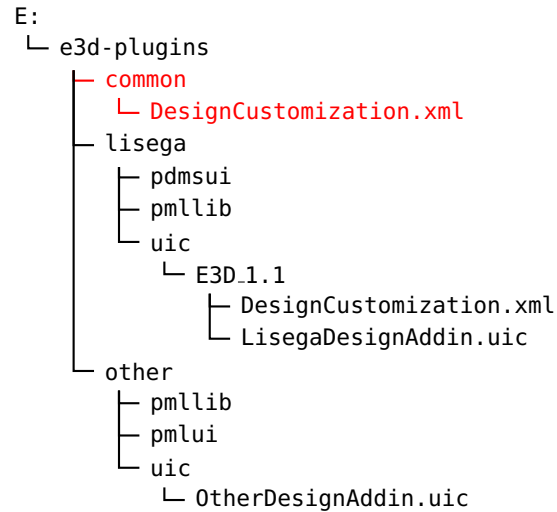 E:
e3d-plugins
common
DesignCustomization.xml
lisega
pdmsui
pmllib
uic
E3D_1.1
DesignCustomization.xml
LisegaDesignAddin.uic
other
pmllib
pmlui
uic
OtherDesignAddin.uic